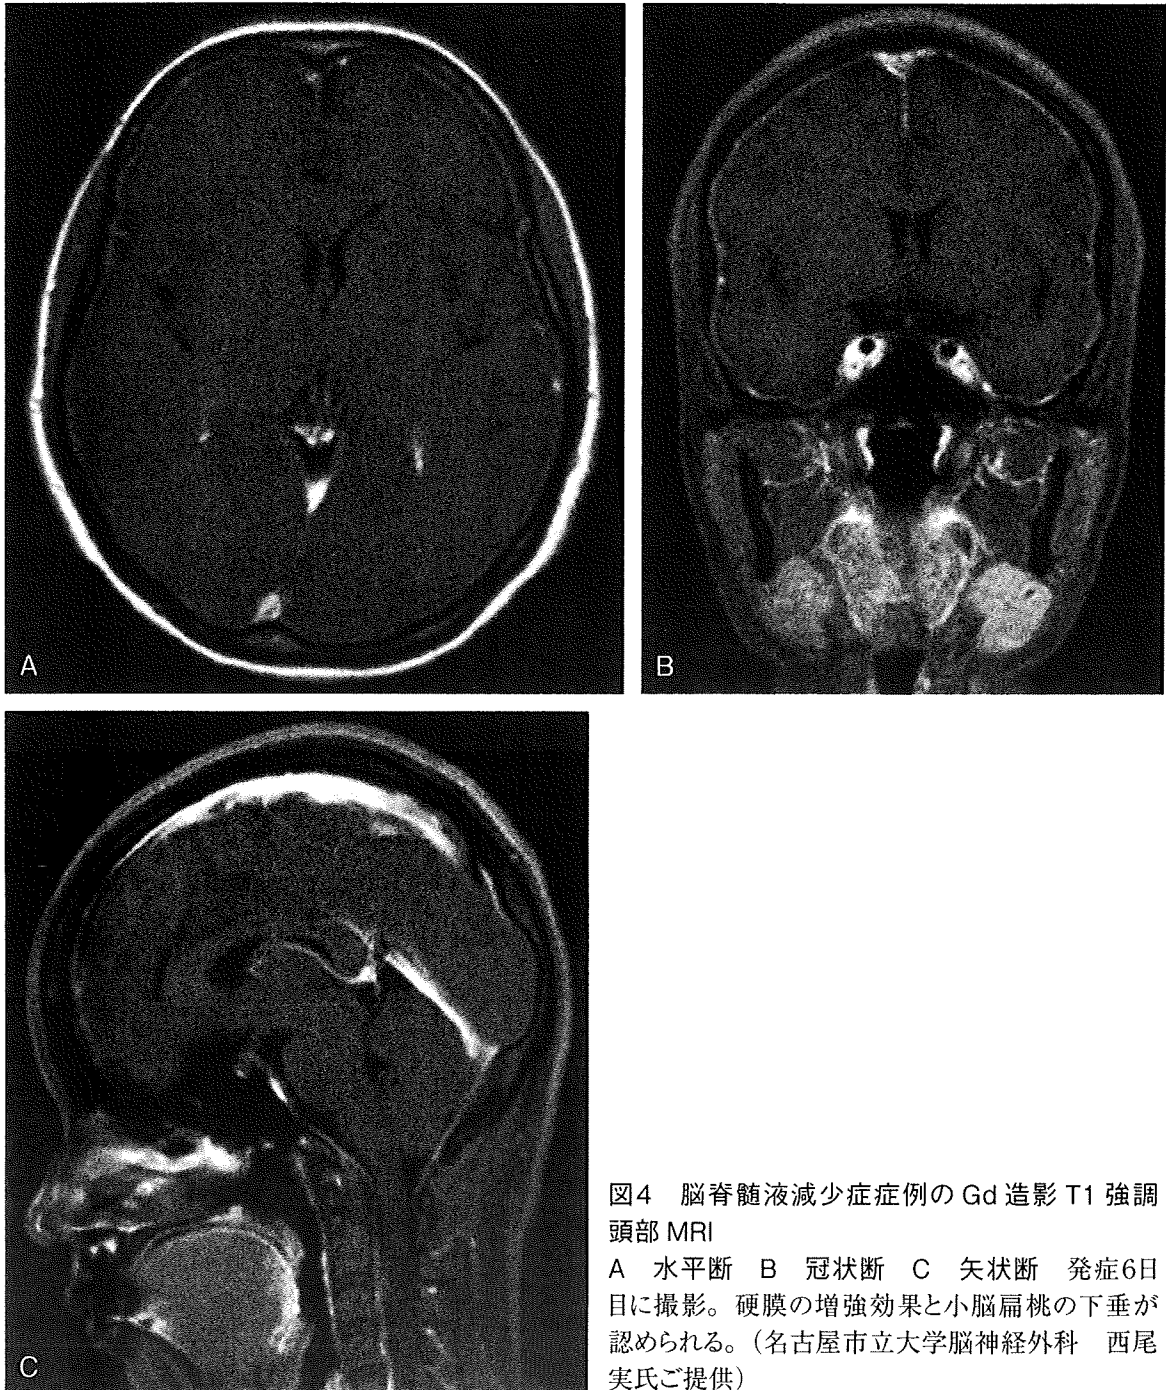 A
B
C
図4 脳脊髄液減少症症例の Gd 造影 T1 強調
頭部 MRI
A 水平断 B 冠状断 C 矢状断 発症6日
目に撮影。硬膜の増強効果と小脳扁桃の下垂が
認められる。（名古屋市立大学脳神経外科 西尾
実氏ご提供）